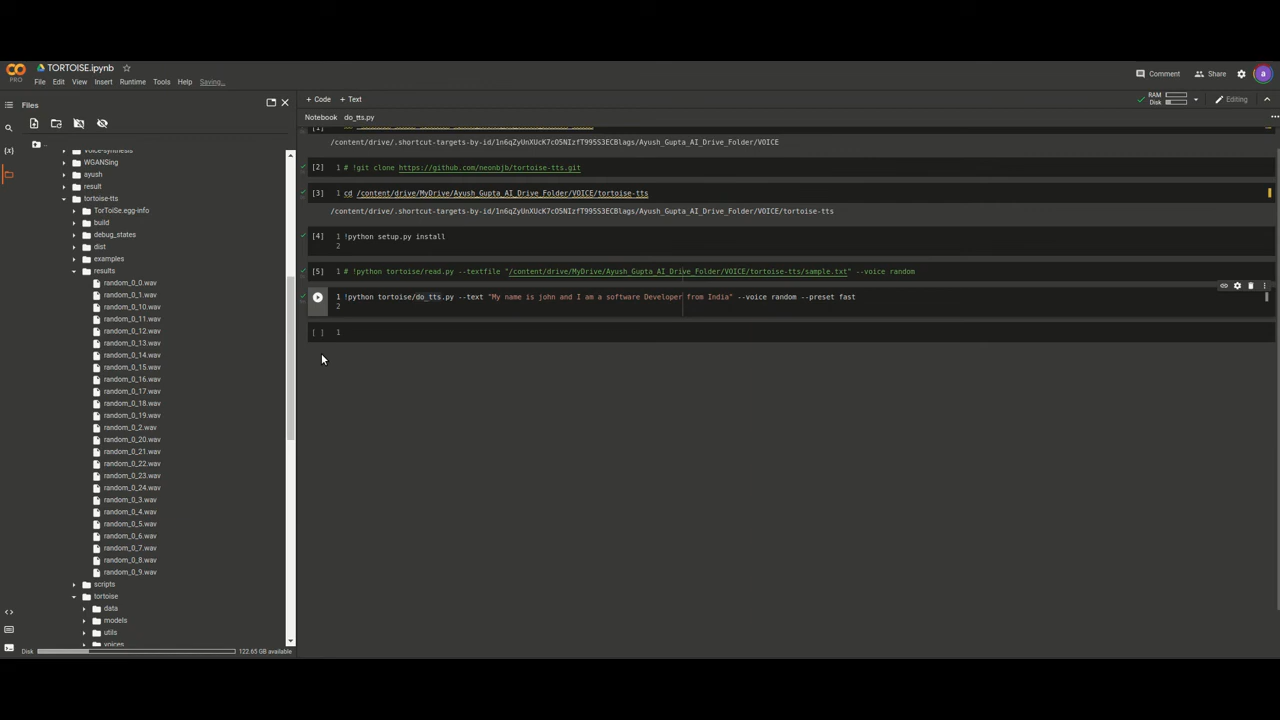 TORTOISE.ipynb
PRO
File Edit View Insert Runtime Tools Help Saving...
Comment
Share
a
Files
+ Code + Text
RAM
Disk
Editing
Notebook do_tts.py
..
WGANSing
ayush
result
tortoise-tts
TorToiSe.egg-info
build
debug_states
dist
examples
results
random_0_0.wav
random_0_1.wav
random_0_10.wav
random_0_11.wav
random_0_12.wav
random_0_13.wav
random_0_14.wav
random_0_15.wav
random_0_16.wav
random_0_17.wav
random_0_18.wav
random_0_19.wav
random_0_2.wav
random_0_20.wav
random_0_21.wav
random_0_22.wav
random_0_23.wav
random_0_24.wav
random_0_3.wav
random_0_4.wav
random_0_5.wav
random_0_6.wav
random_0_7.wav
random_0_8.wav
random_0_9.wav
scripts
tortoise
data
models
utils
voices
Disk 122.65 GB available
[1]
/content/drive/.shortcut-targets-by-id/1n6qZyUnXUcK7cO5NIzfT995S3ECBlags/Ayush_Gupta_AI_Drive_Folder/VOICE
[2] 1 # !git clone https://github.com/neonbjb/tortoise-tts.git
[3] 1 cd /content/drive/MyDrive/Ayush_Gupta_AI_Drive_Folder/VOICE/tortoise-tts
/content/drive/.shortcut-targets-by-id/1n6qZyUnXUcK7cO5NIzfT995S3ECBlags/Ayush_Gupta_AI_Drive_Folder/VOICE/tortoise-tts
[4] 1 !python setup.py install
2
[5] 1 # !python tortoise/read.py --textfile "/content/drive/MyDrive/Ayush_Gupta_AI_Drive_Folder/VOICE/tortoise-tts/sample.txt" --voice random
1 !python tortoise/do_tts.py --text "My name is john and I am a software Developer from India" --voice random --preset fast
2
[ ] 1